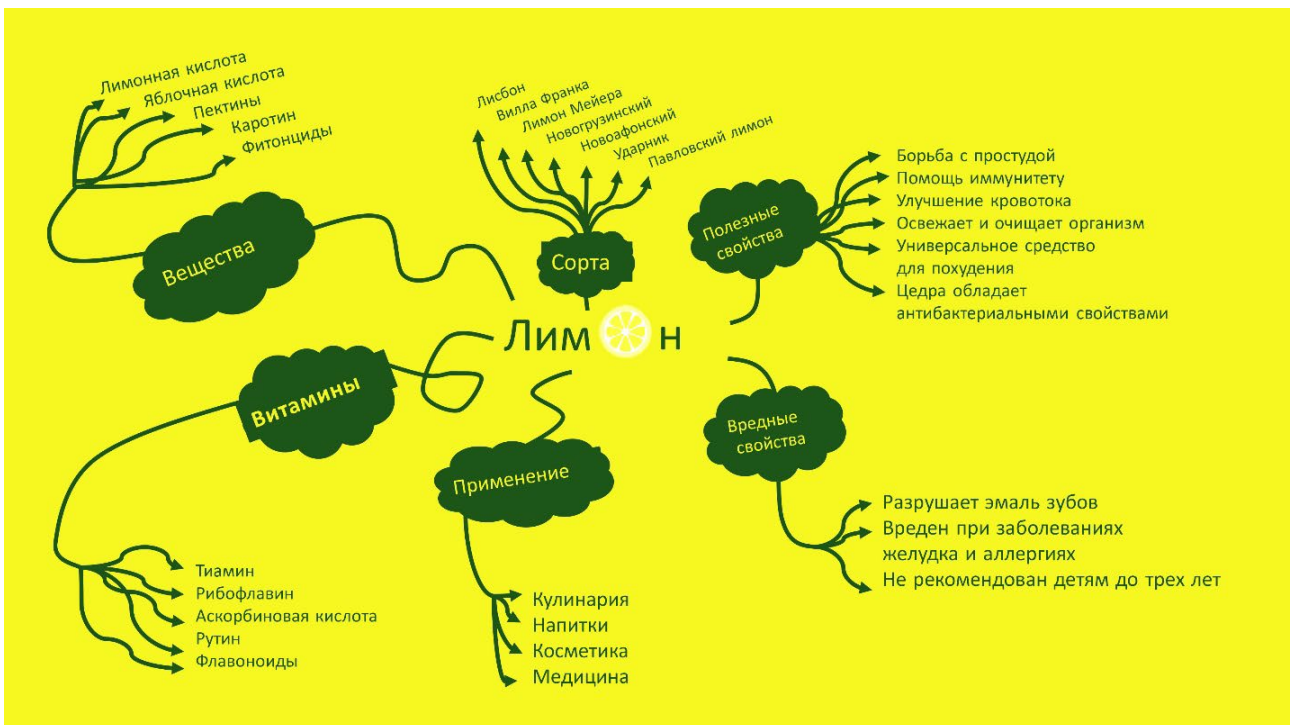 Лимонная кислота
Яблочная кислота
Пектины
Каротин
Фитонциды
Вещества
Лисбон
Вилла Франка
Лимон Мейера
Новогрузинский
Новоафонский
Ударник
Павловский лимон
Сорта
Полезные
свойства
Борьба с простудой
Помощь иммунитету
Улучшение кровотока
Освежает и очищает организм
Универсальное средство
для похудения
Цедра обладает
антибактериальными свойствами
Лимон
Витамины
Тиамин
Рибофлавин
Аскорбиновая кислота
Рутин
Флавоноиды
Применение
Кулинария
Напитки
Косметика
Медицина
Вредные
свойства
Разрушает эмаль зубов
Вреден при заболеваниях
желудка и аллергиях
Не рекомендован детям до трех лет